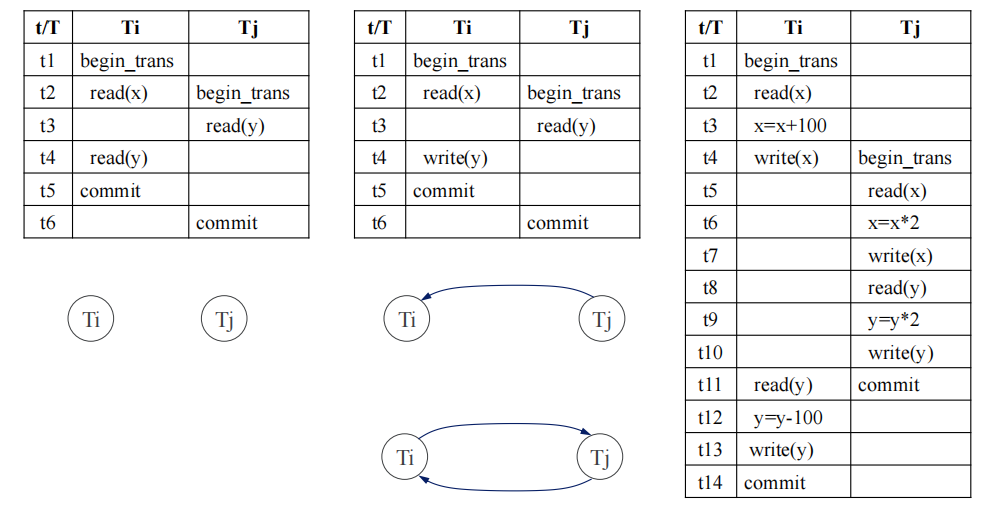 t/T Ti Tj
t1 begin_trans
t2 read(x) begin_trans
t3 read(y)
t4 read(y)
t5 commit
t6 commit
Ti Tj
t/T Ti Tj
t1 begin_trans
t2 read(x) begin_trans
t3 read(y)
t4 write(y)
t5 commit
t6 commit
Ti Tj
Ti Tj
t/T Ti Tj
t1 begin_trans
t2 read(x)
t3 x=x+100
t4 write(x) begin_trans
t5 read(x)
t6 x=x*2
t7 write(x)
t8 read(y)
t9 y=y*2
t10 write(y)
t11 read(y) commit
t12 y=y-100
t13 write(y)
t14 commit